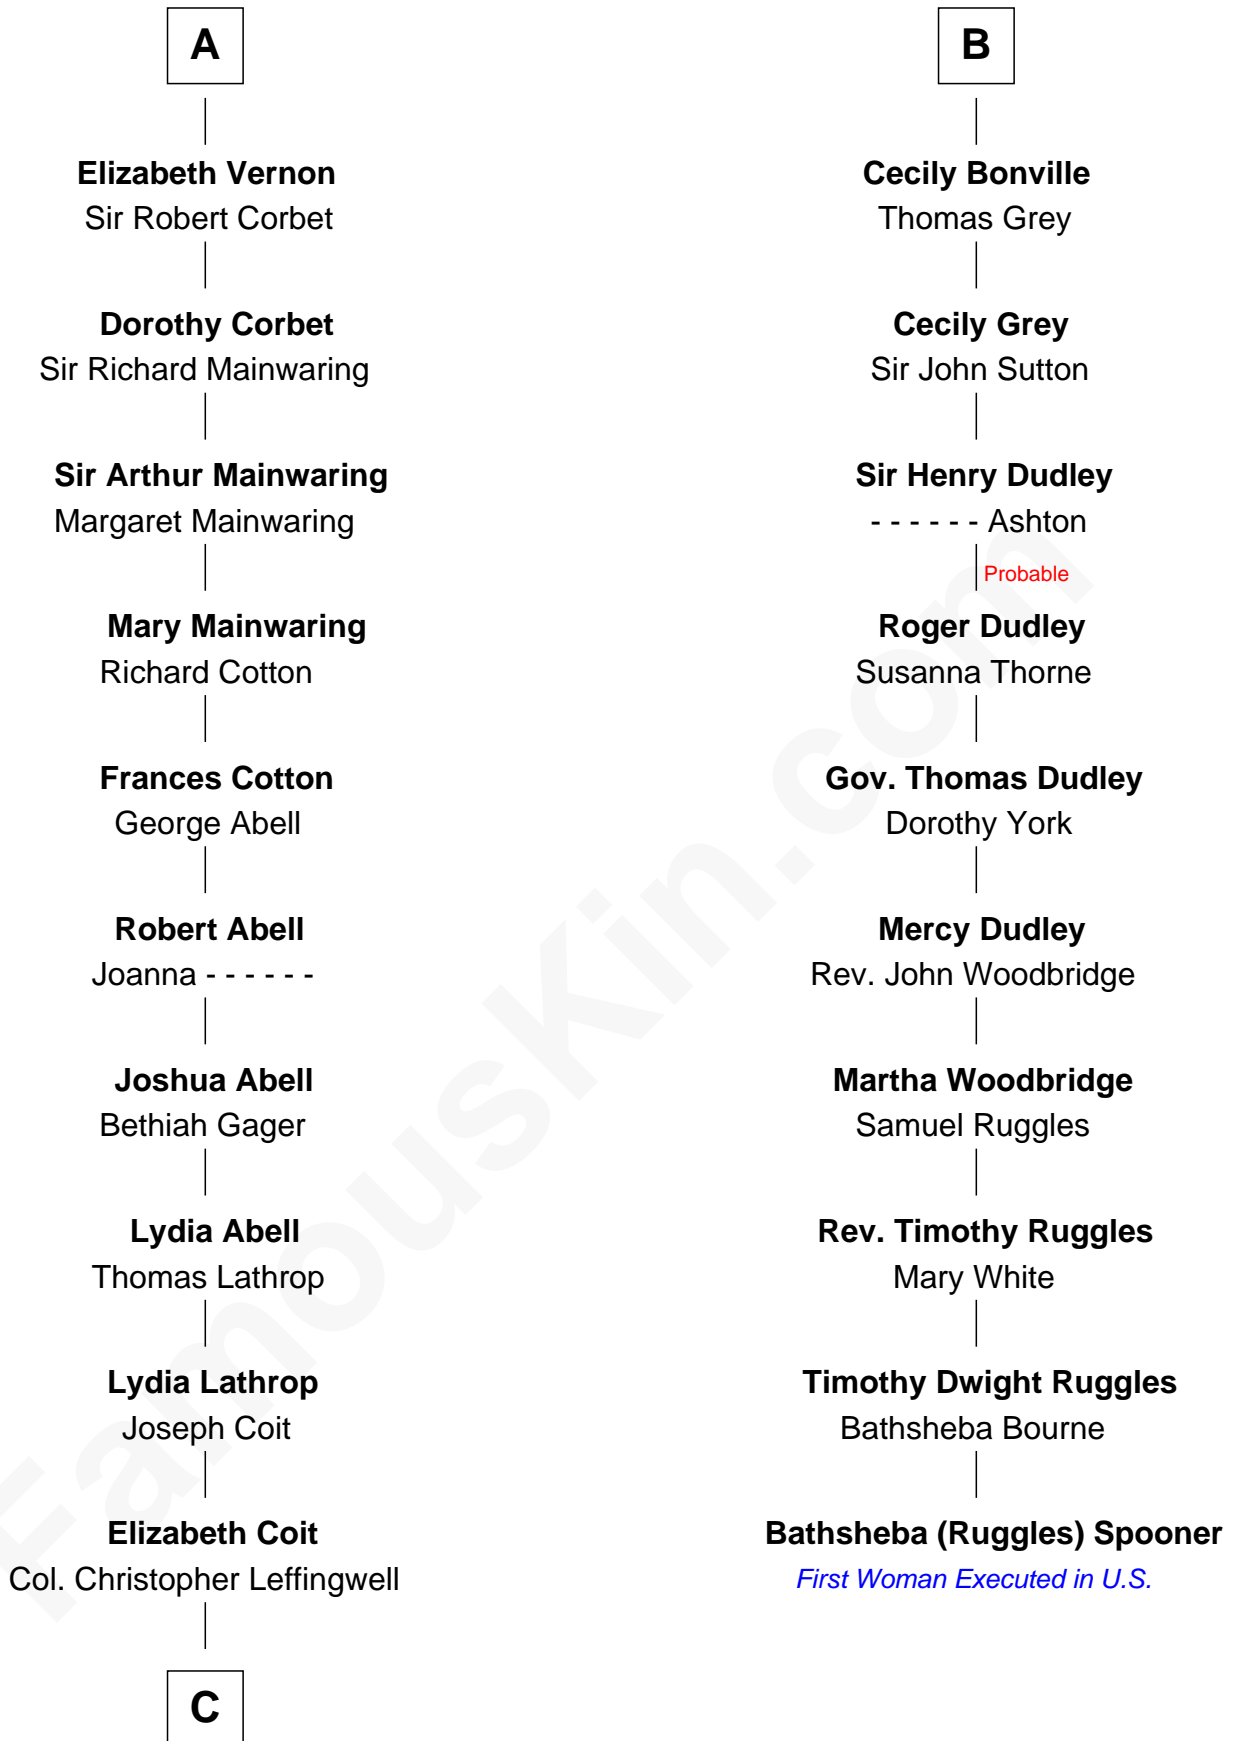 A
Elizabeth Vernon
Sir Robert Corbet
Dorothy Corbet
Sir Richard Mainwaring
Sir Arthur Mainwaring
Margaret Mainwaring
Mary Mainwaring
Richard Cotton
Frances Cotton
George Abell
Robert Abell
Joanna - - - - - -
Joshua Abell
Bethiah Gager
Lydia Abell
Thomas Lathrop
Lydia Lathrop
Joseph Coit
Elizabeth Coit
Col. Christopher Leffingwell
C
B
Cecily Bonville
Thomas Grey
Cecily Grey
Sir John Sutton
Sir Henry Dudley
- - - - - - Ashton
Probable
Roger Dudley
Susanna Thorne
Gov. Thomas Dudley
Dorothy York
Mercy Dudley
Rev. John Woodbridge
Martha Woodbridge
Samuel Ruggles
Rev. Timothy Ruggles
Mary White
Timothy Dwight Ruggles
Bathsheba Bourne
Bathsheba (Ruggles) Spooner
First Woman Executed in U.S.
FamousKin.com